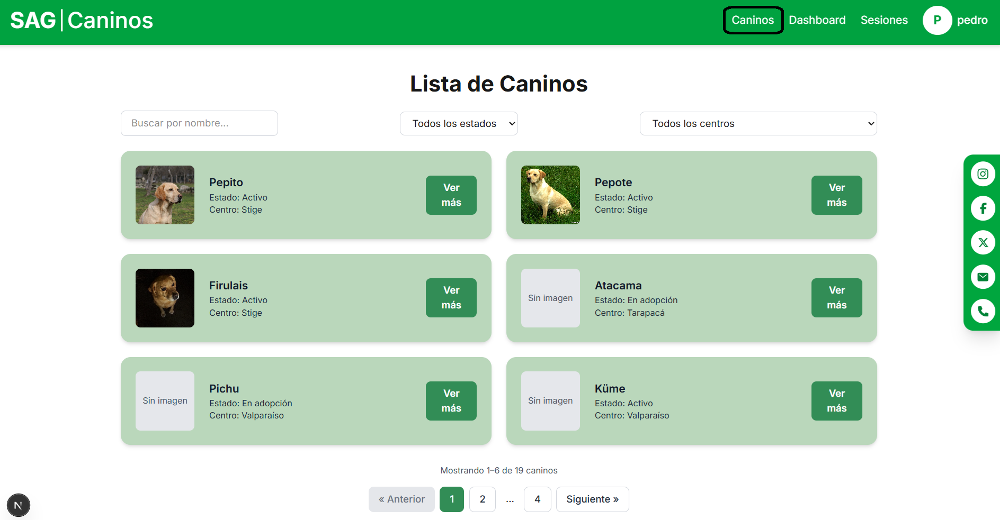 SAG|Caninos
Caninos
Dashboard
Sesiones
P
pedro
Lista de Caninos
Buscar por nombre...
Todos los estados
Todos los centros
Pepito
Estado: Activo
Centro: Stige
Ver
más
Pepote
Estado: Activo
Centro: Stige
Ver
más
Firulais
Estado: Activo
Centro: Stige
Ver
más
Sin imagen
Atacama
Estado: En adopción
Centro: Tarapacá
Ver
más
Sin imagen
Pichu
Estado: En adopción
Centro: Valparaíso
Ver
más
Sin imagen
Küme
Estado: Activo
Centro: Valparaíso
Ver
más
Mostrando 1–6 de 19 caninos
« Anterior
1
2
...
4
Siguiente »
N